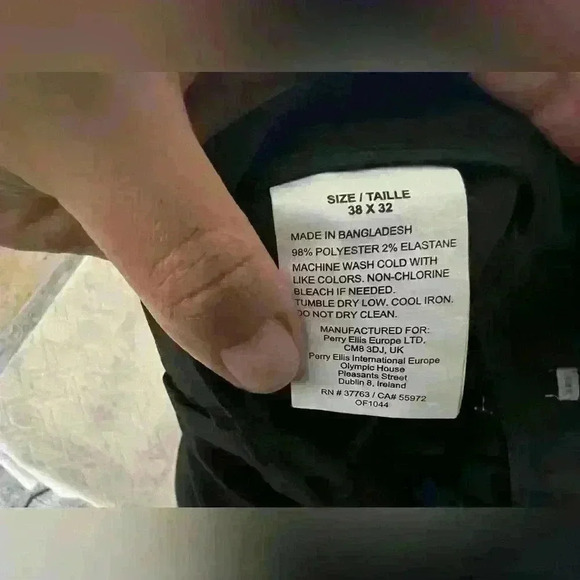 SIZE / TAILLE
38 X 32
MADE IN BANGLADESH
98% POLYESTER 2% ELASTANE
MACHINE WASH COLD WITH
LIKE COLORS. NON-CHLORINE
BLEACH IF NEEDED.
TUMBLE DRY LOW. COOL IRON.
DO NOT DRY CLEAN.
MANUFACTURED FOR:
Perry Ellis Europe LTD,
CM8 3DJ, UK
Perry Ellis International Europe
Olympic House
Pleasants Street
Dublin 8, Ireland
RN # 37763 / CA# 55972
OF1044